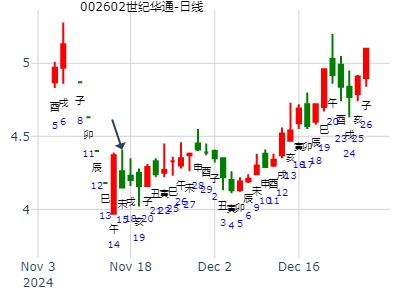 002602世纪华通-日线
5
4.5
4
酉 戌 子 卯 辰 巳 午 未 戌 亥 子 丑 寅 巳 午 未 申 酉 子 丑 寅 卯 辰 未 申 酉 戌 亥 寅 卯 辰 巳 午 酉 戌 亥 子
5 6 8 11 12 13 14 15 18 19 20 21 22 25 26 27 28 29 2 3 4 5 6 9 10 11 12 13 16 17 18 19 20 23 24 25 26
Nov 3 Nov 18 Dec 2 Dec 16
2024